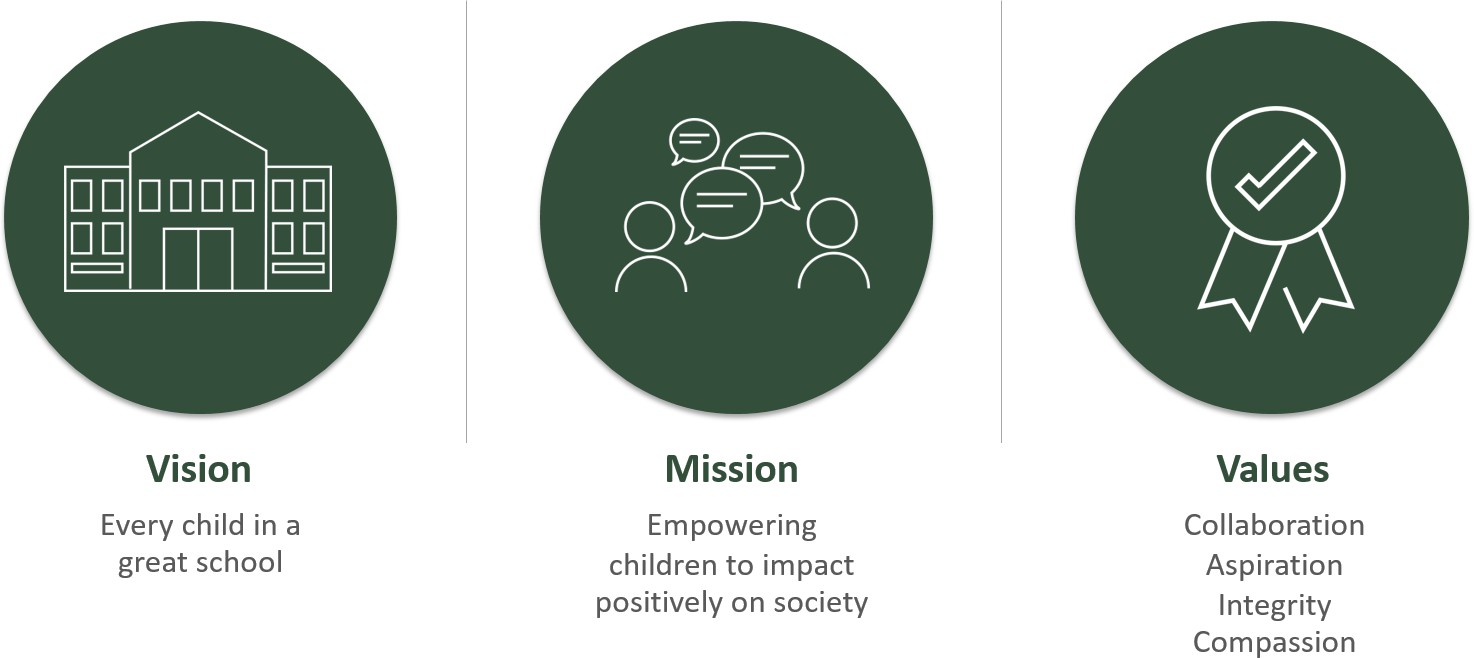 Vision
Every child in a
great school
Mission
Empowering
children to impact
positively on society
Values
Collaboration
Aspiration
Integrity
Compassion